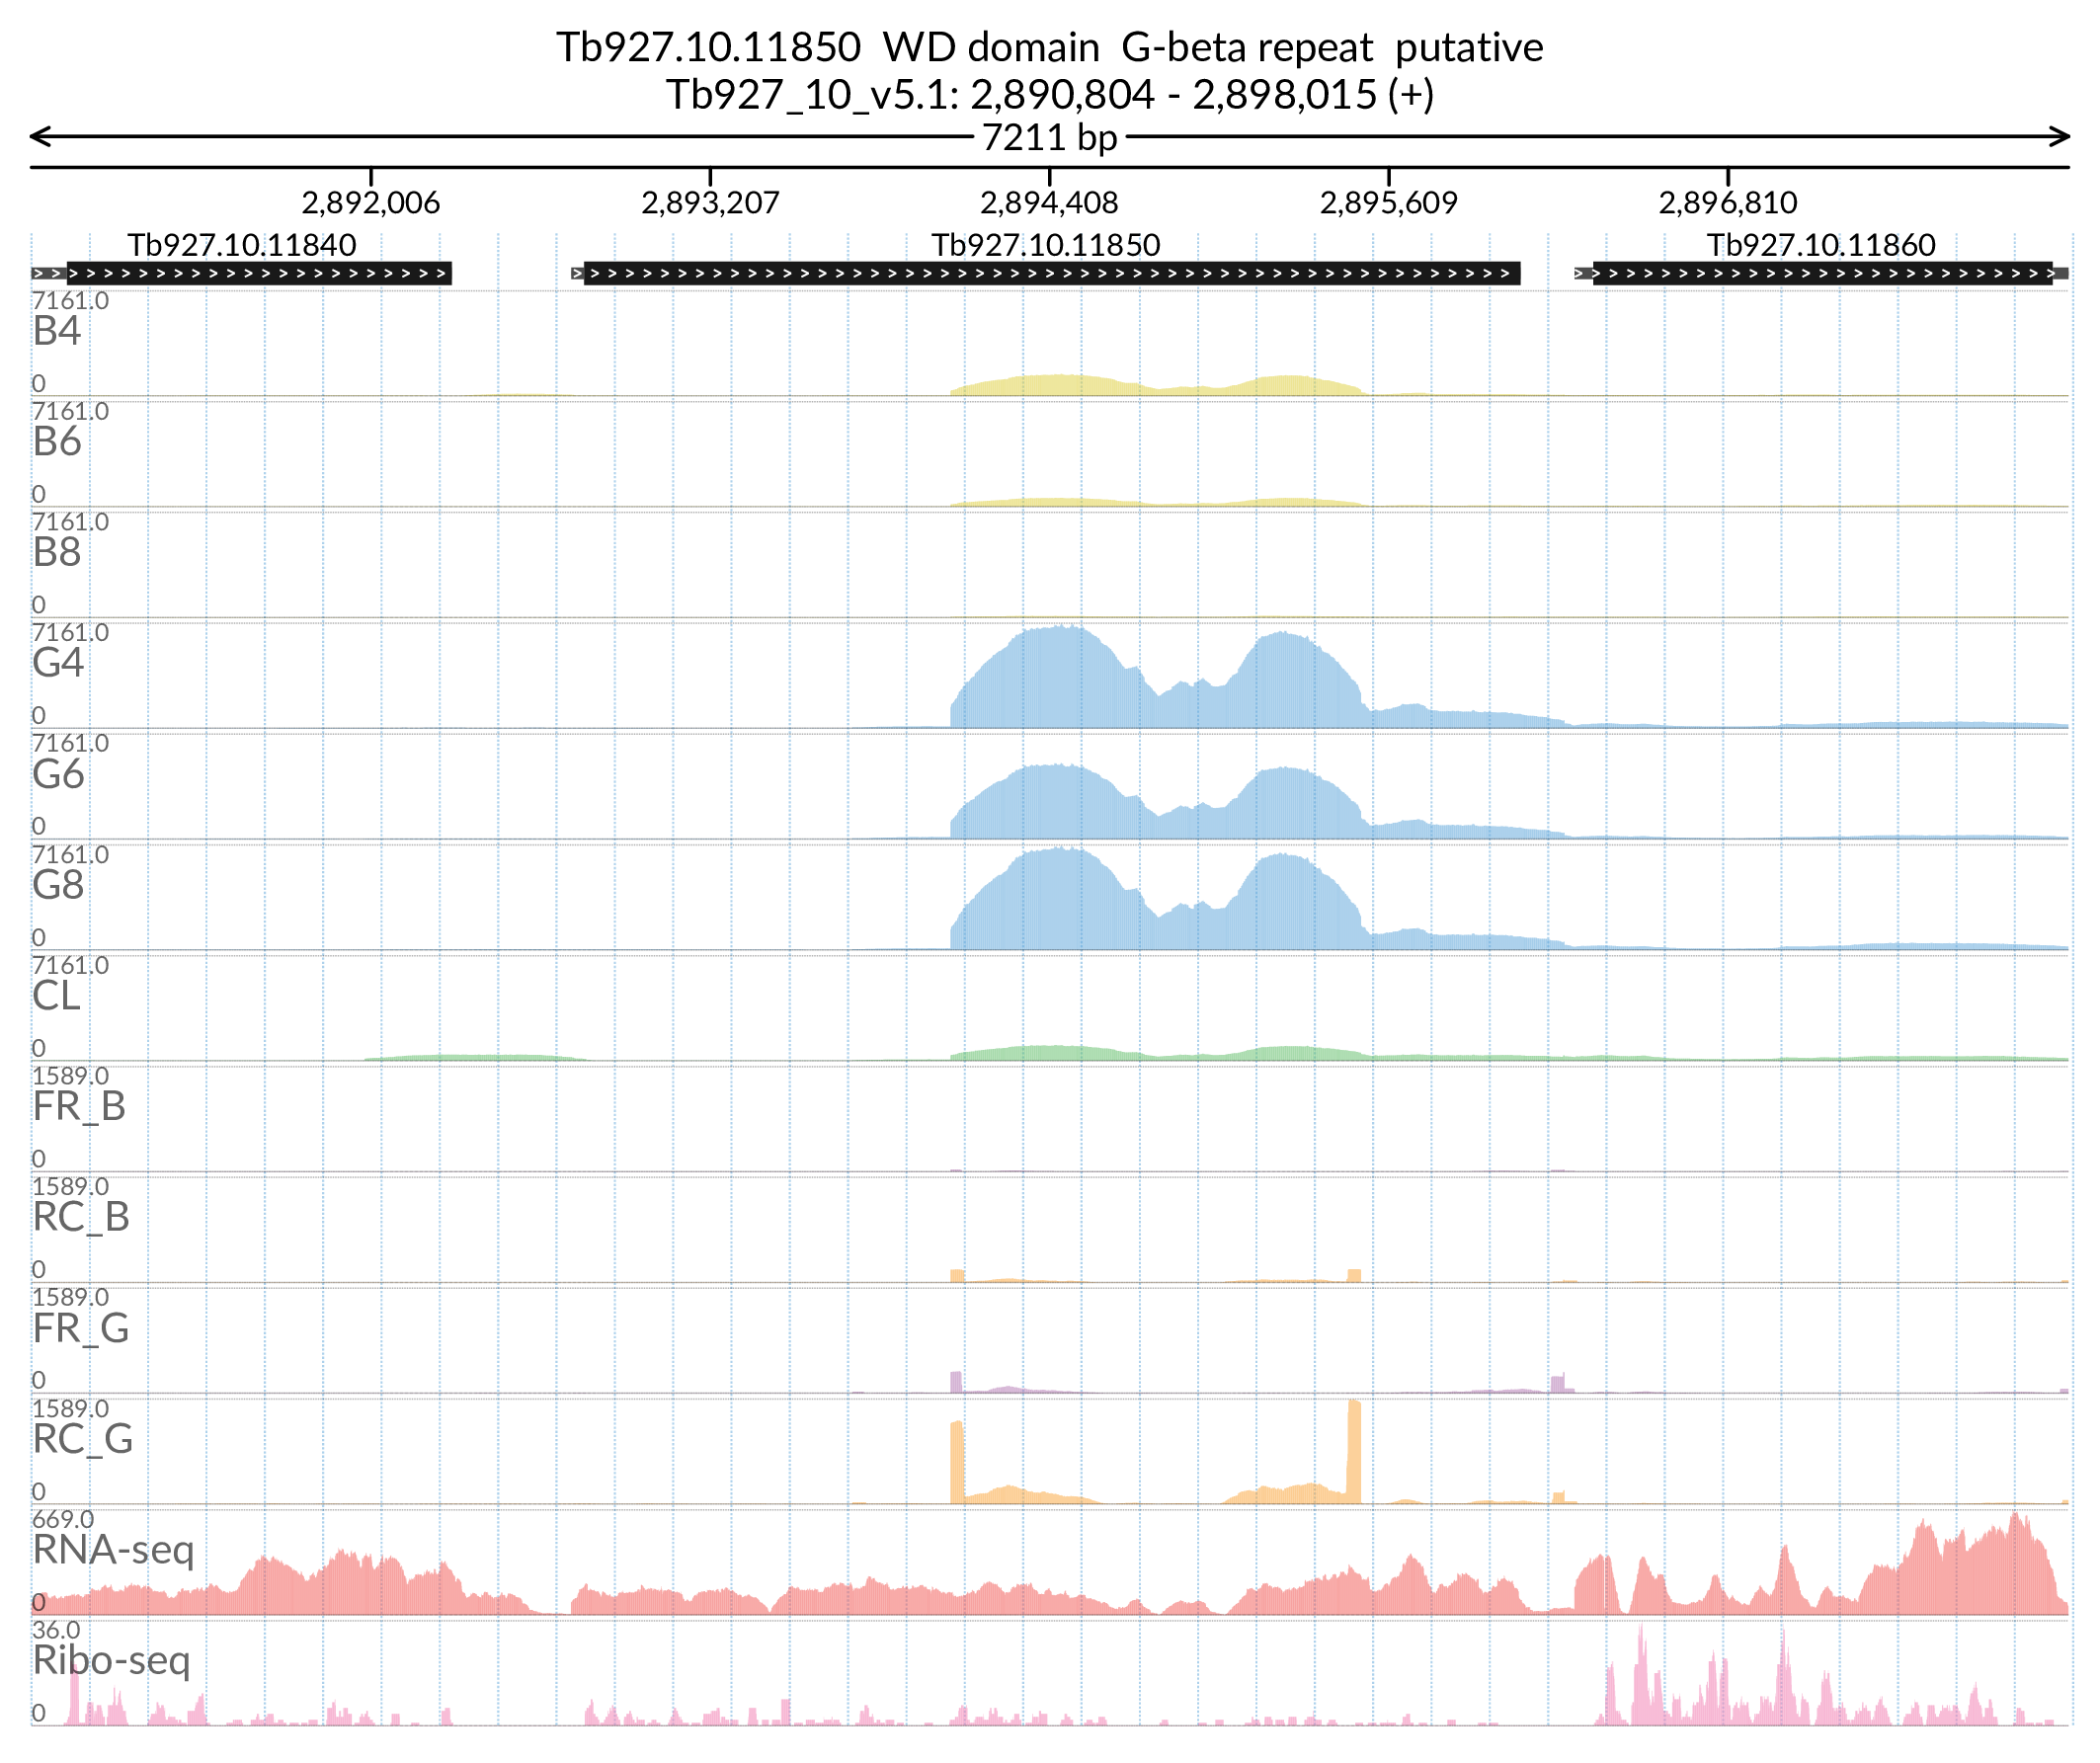 Tb927.10.11850  WD domain  G-beta repeat  putative
Tb927_10_v5.1: 2,890,804 - 2,898,015 (+)
7211 bp
2,892,006 2,893,207 2,894,408 2,895,609 2,896,810
Tb927.10.11840 Tb927.10.11850 Tb927.10.11860
7161.0
B4
0
7161.0
B6
0
7161.0
B8
0
7161.0
G4
0
7161.0
G6
0
7161.0
G8
0
7161.0
CL
0
1589.0
FR_B
0
1589.0
RC_B
0
1589.0
FR_G
0
1589.0
RC_G
0
669.0
RNA-seq
0
36.0
Ribo-seq
0